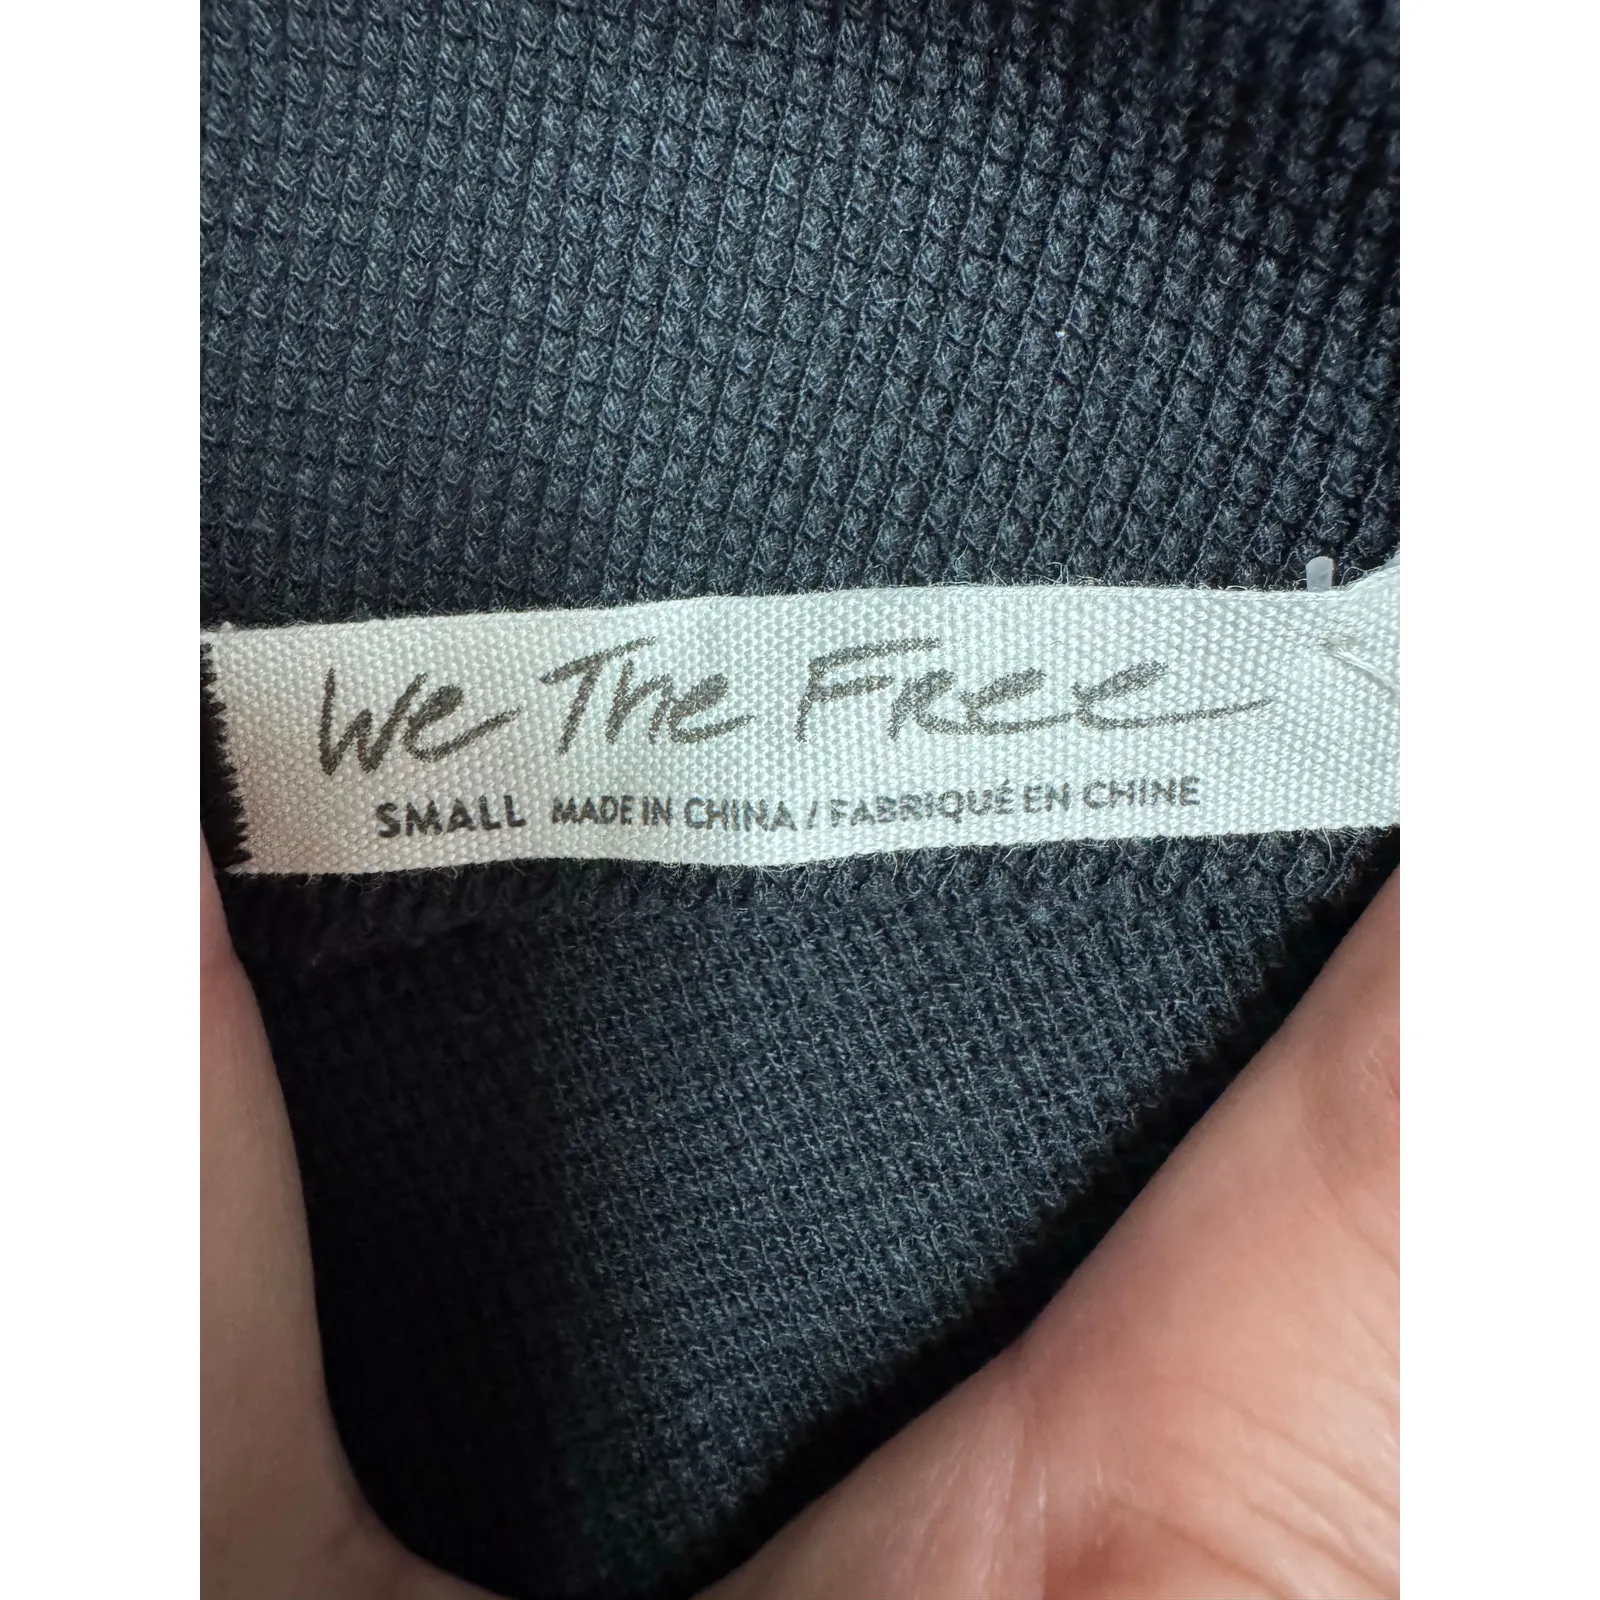 We The Free
SMALL MADE IN CHINA / FABRIQUÉ EN CHINE